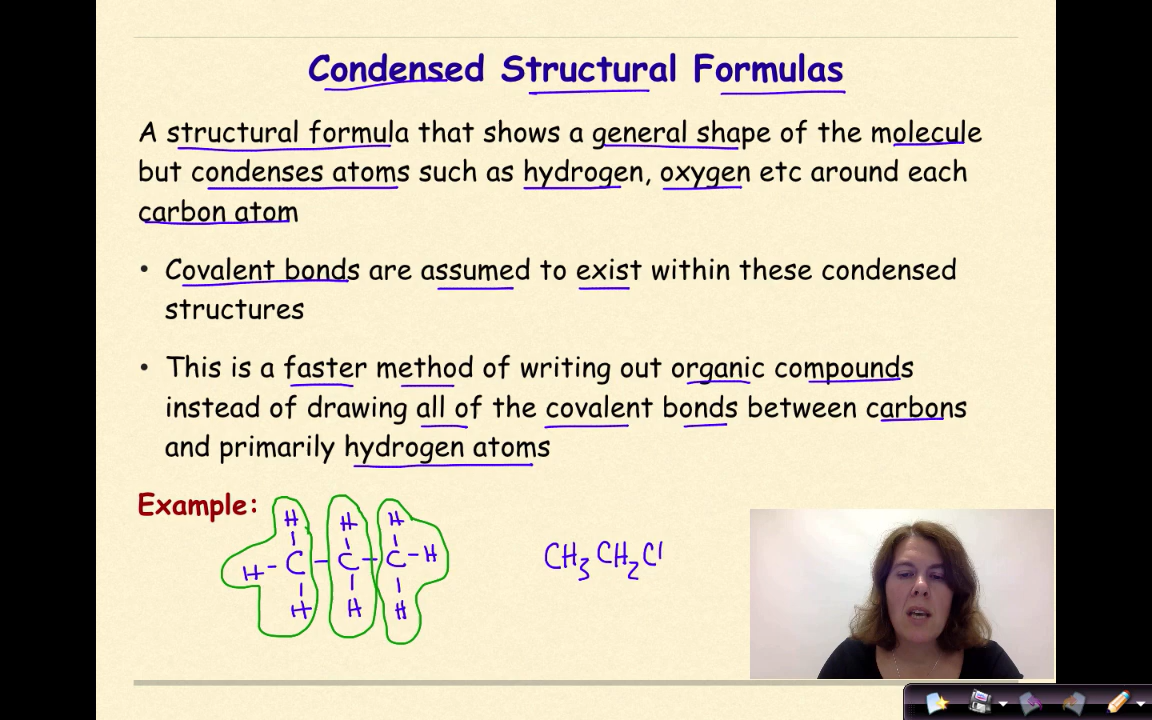 Condensed Structural Formulas
A structural formula that shows a general shape of the molecule
but condenses atoms such as hydrogen, oxygen etc around each
carbon atom
• Covalent bonds are assumed to exist within these condensed
structures
• This is a faster method of writing out organic compounds
instead of drawing all of the covalent bonds between carbons
and primarily hydrogen atoms
Example:
H H H
H-C-C-C-H
H H H
CH3 CH2Cl